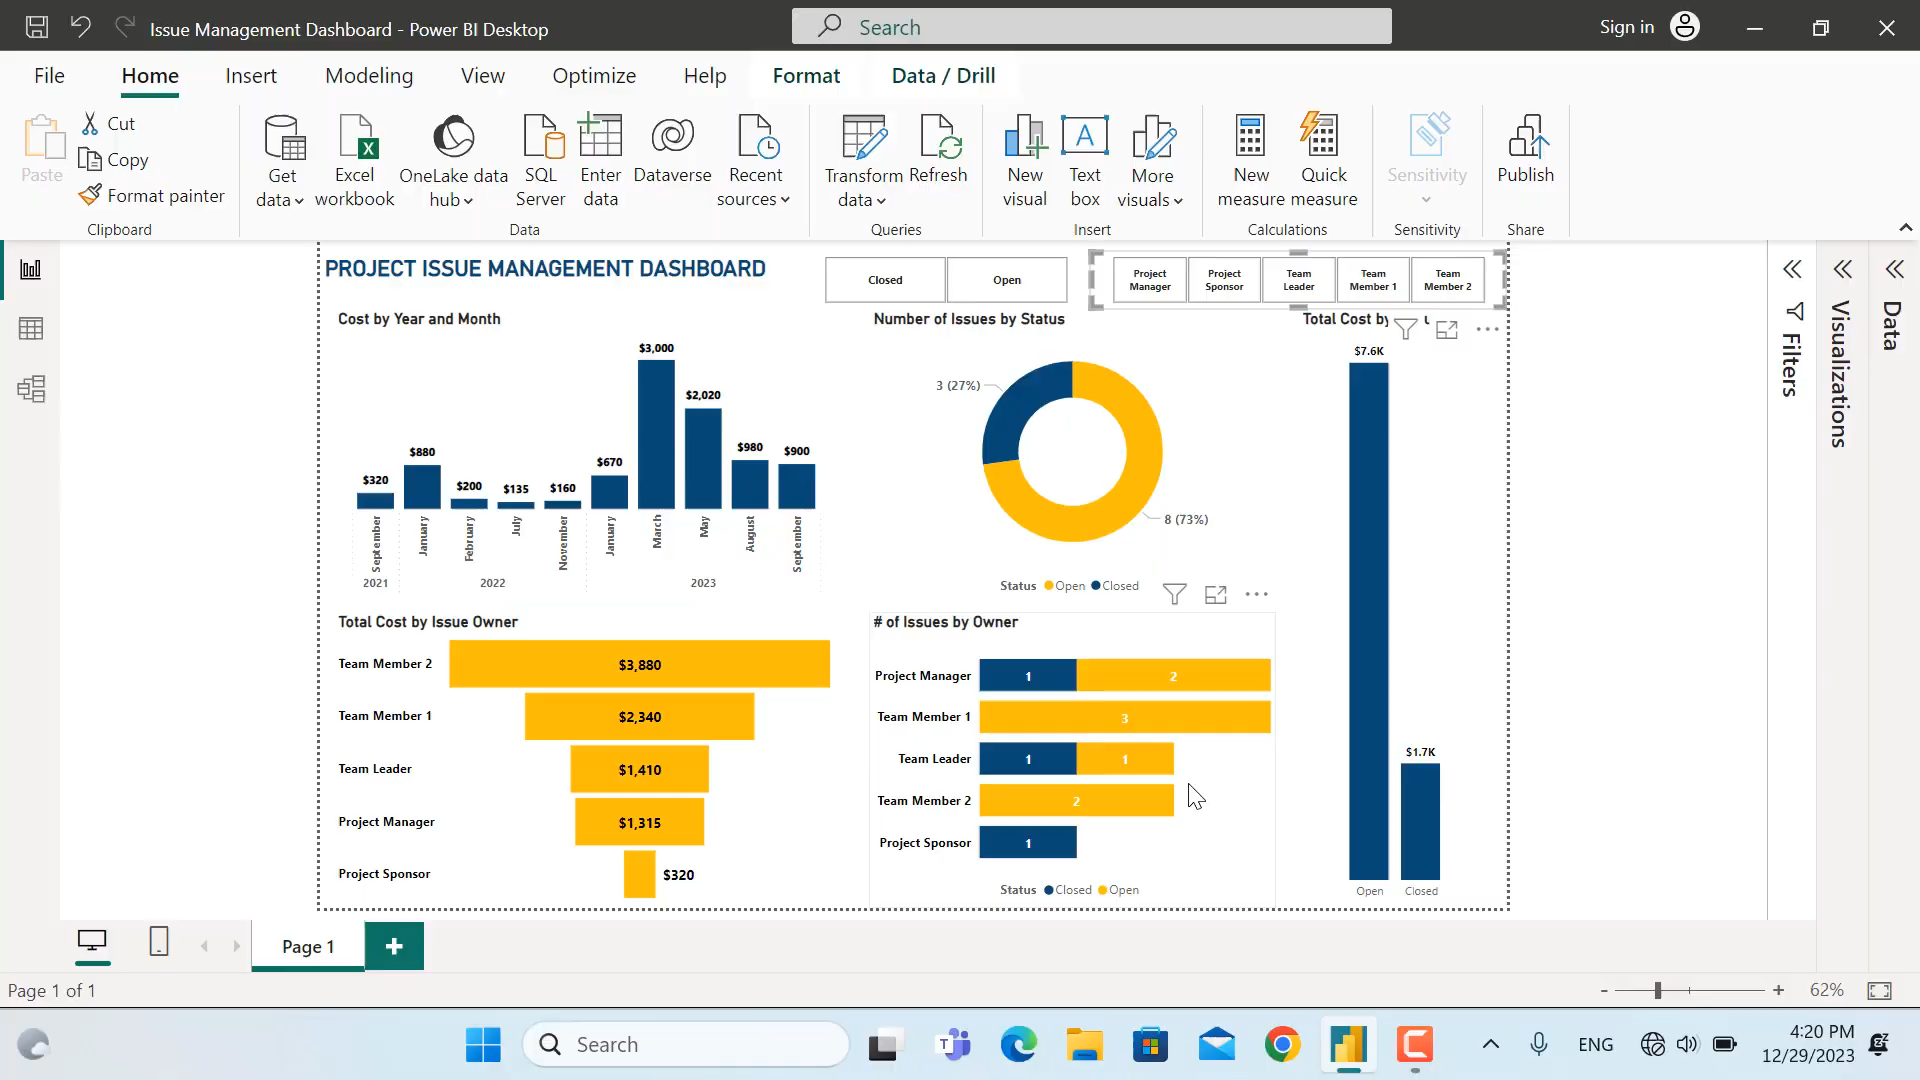 Issue Management Dashboard - Power BI Desktop
Search
Sign in
File
Home
Insert
Modeling
View
Optimize
Help
Format
Data / Drill
Paste
Cut
Copy
Format painter
Clipboard
Get
data
Excel
workbook
OneLake data
hub
SQL
Server
Enter
data
Dataverse
Recent
sources
Data
Transform
data
Refresh
Queries
New
visual
A
Text
box
More
visuals
Insert
New
measure
Quick
measure
Calculations
Sensitivity
Sensitivity
Publish
Share
PROJECT ISSUE MANAGEMENT DASHBOARD
Closed
Open
Project
Manager
Project
Sponsor
Team
Leader
Team
Member 1
Team
Member 2
Cost by Year and Month
$320
$880
$200
$135
$160
$670
$3,000
$2,020
$980
$900
September
January
February
July
November
January
March
May
August
September
2021
2022
2023
Number of Issues by Status
3 (27%)
8 (73%)
Status Open Closed
Total Cost by
$7.6K
$1.7K
Open
Closed
Total Cost by Issue Owner
Team Member 2 $3,880
Team Member 1 $2,340
Team Leader $1,410
Project Manager $1,315
Project Sponsor $320
# of Issues by Owner
Project Manager 1 2
Team Member 1 3
Team Leader 1 1
Team Member 2 2
Project Sponsor 1
Status Closed Open
Filters
Visualizations
Data
Page 1
Page 1 of 1
- + 62%
Search
ENG
4:20 PM
12/29/2023